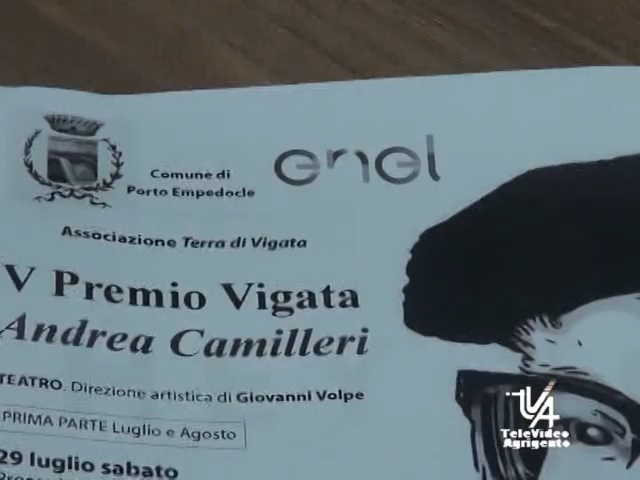 Comune di
Porto Empedocle
enel
Associazione Terra di Vigata
V Premio Vigata
Andrea Camilleri
TEATRO. Direzione artistica di Giovanni Volpe
PRIMA PARTE Luglio e Agosto
29 luglio sabato
TeleVideo
Agrigento